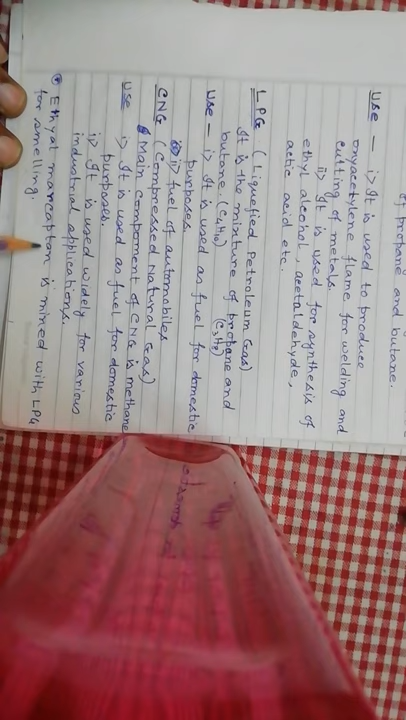 of propane and butane.
Use - i> It is used to produce
oxyacetylene flame for welding and
cutting of metals.
ii> It is used for synthesis of
ethyl alcohol, acetaldehyde,
acetic acid etc.
LPG (Liquefied Petroleum Gas)
It is the mixture of propane and
(C3H8)
butane. (C4H10)
Use - i> It is used as fuel for domestic
purposes.
ii> fuel of automobiles
CNG (Compressed Natural Gas)
Main component of CNG is methane
Use i> It is used as fuel for domestic
purposes.
ii> It is used widely for various
industrial applications.
Ethyal marcaptan is mixed with LPG
for smelling.